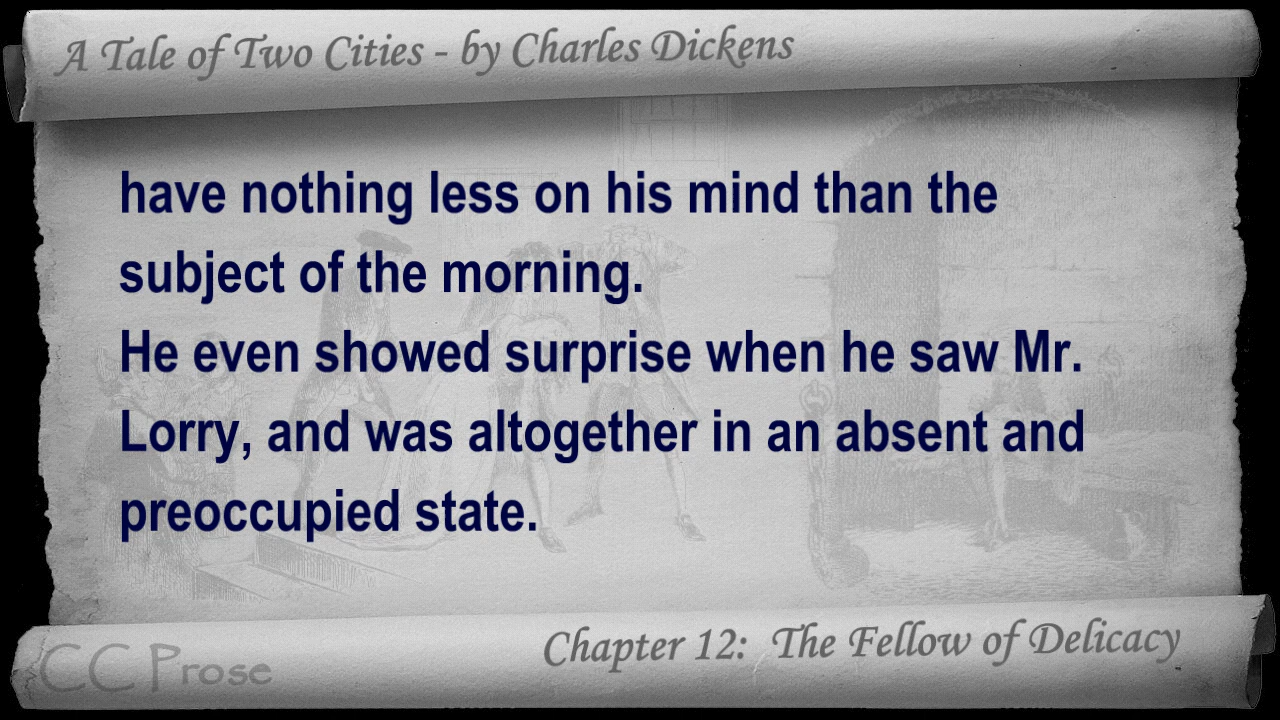 A Tale of Two Cities - by Charles Dickens
have nothing less on his mind than the
subject of the morning.
He even showed surprise when he saw Mr.
Lorry, and was altogether in an absent and
preoccupied state.
Chapter 12: The Fellow of Delicacy
CC Prose